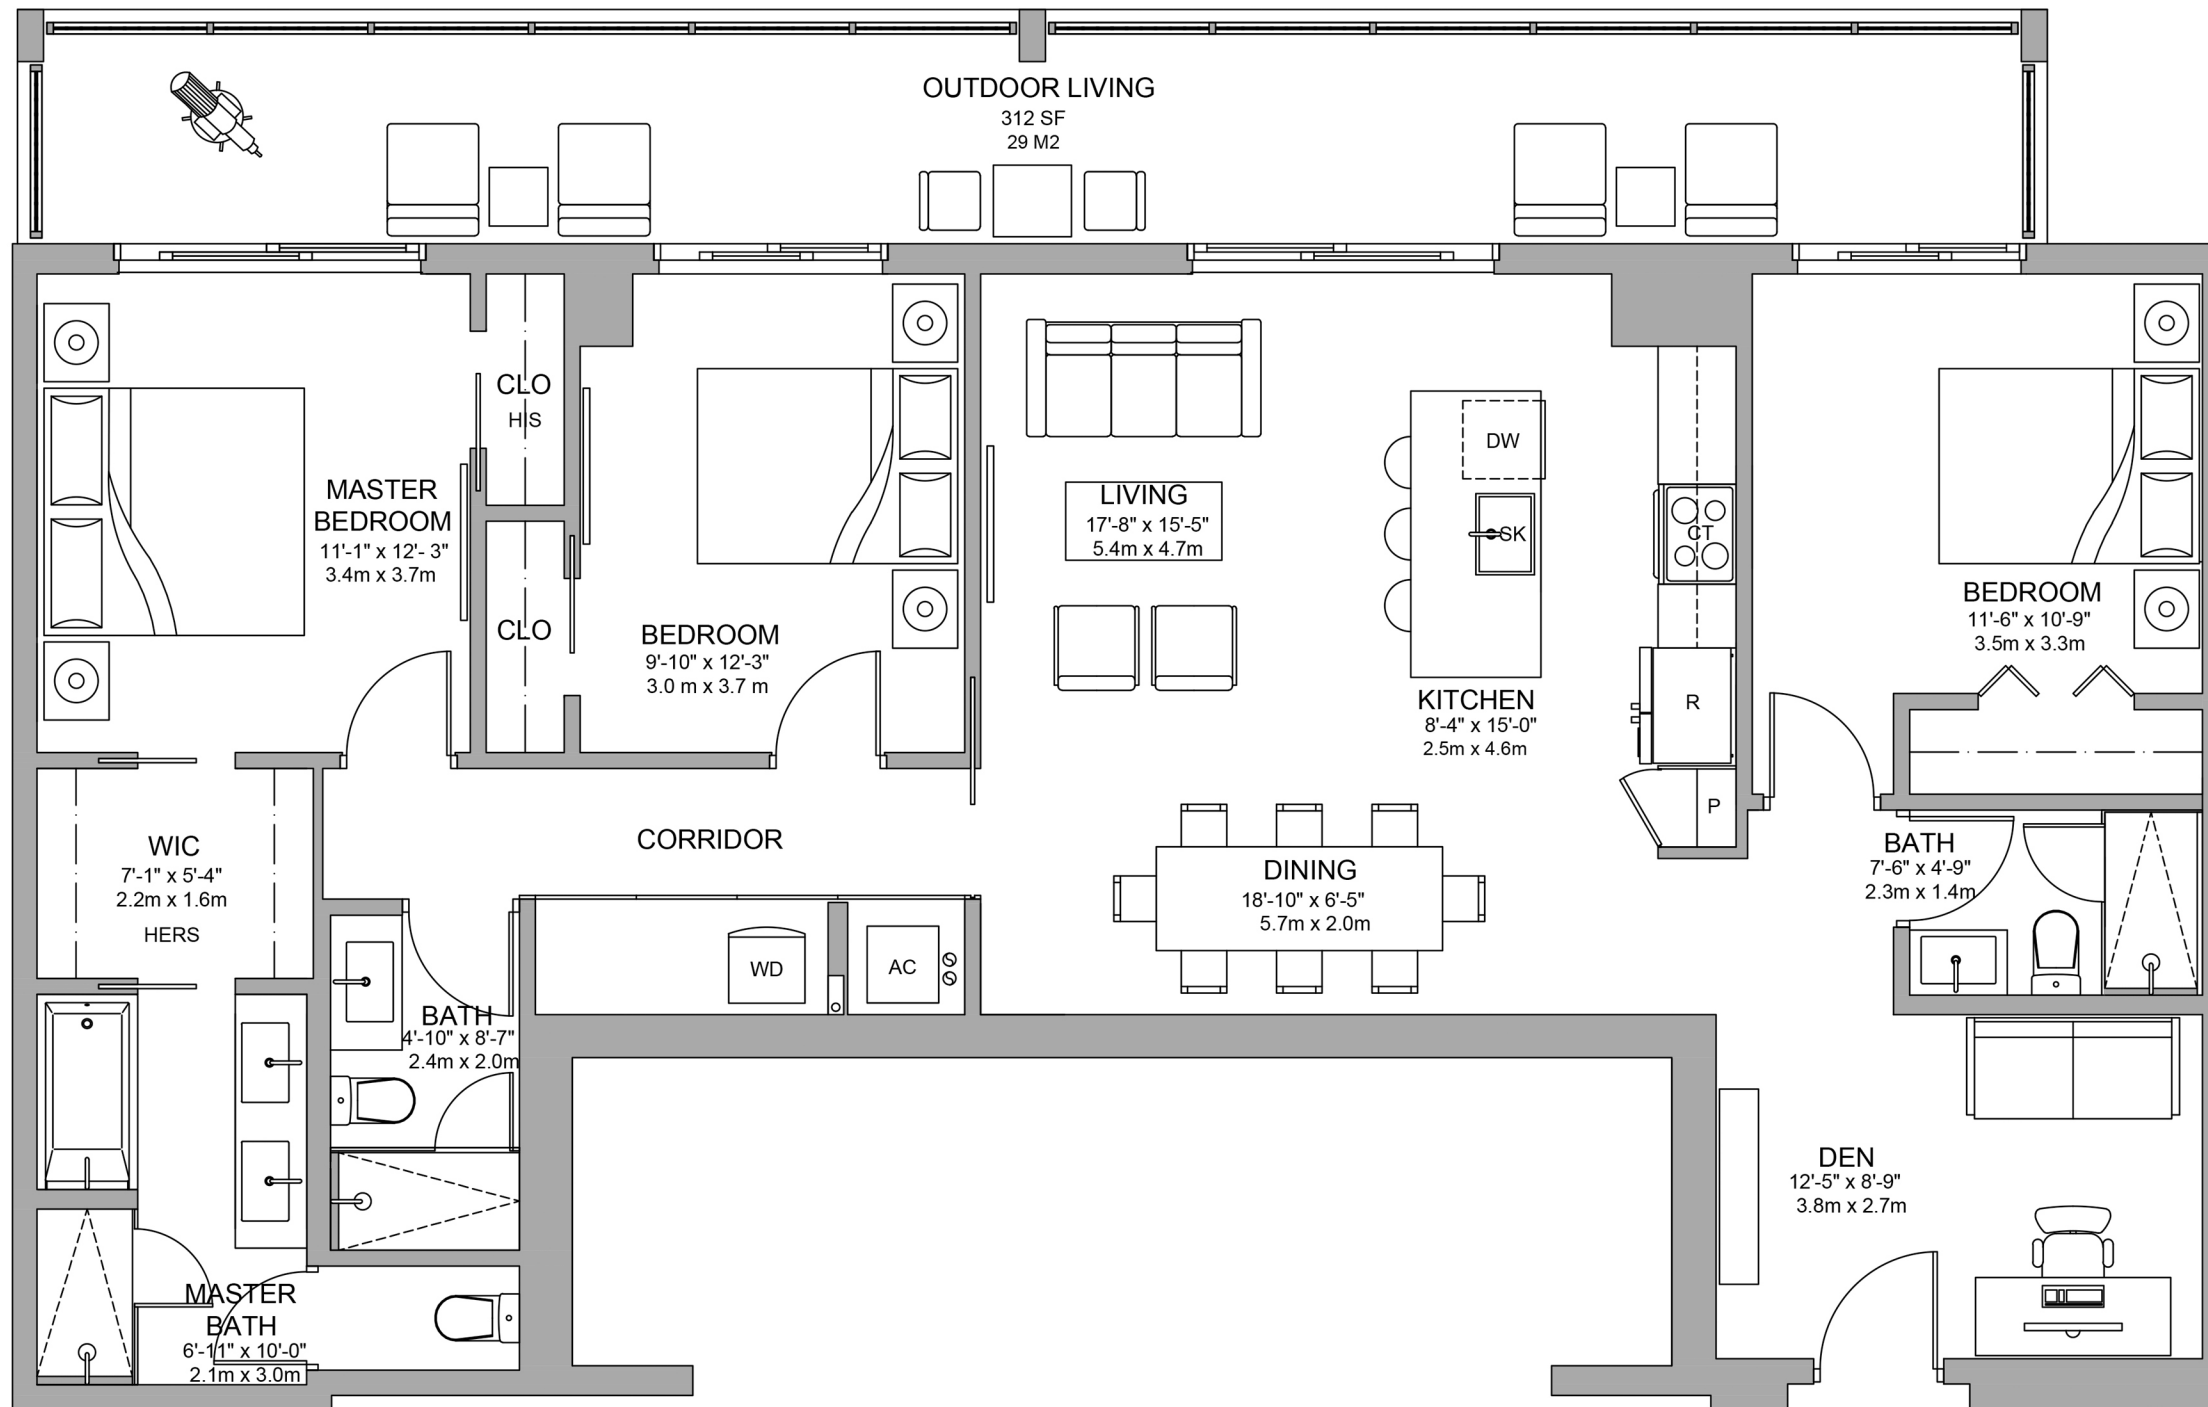 OUTDOOR LIVING
312 SF
29 M2
CLO
HIS
MASTER
BEDROOM
11'-1" x 12'- 3"
3.4m x 3.7m
CLO
BEDROOM
9'-10" x 12'-3"
3.0 m x 3.7 m
LIVING
17'-8" x 15'-5"
5.4m x 4.7m
DW
SK
CT
R
P
KITCHEN
8'-4" x 15'-0"
2.5m x 4.6m
BEDROOM
11'-6" x 10'-9"
3.5m x 3.3m
WIC
7'-1" x 5'-4"
2.2m x 1.6m
HERS
CORRIDOR
DINING
18'-10" x 6'-5"
5.7m x 2.0m
BATH
7'-6" x 4'-9"
2.3m x 1.4m
WD
AC
BATH
4'-10" x 8'-7"
2.4m x 2.0m
DEN
12'-5" x 8'-9"
3.8m x 2.7m
MASTER
BATH
6'-11" x 10'-0"
2.1m x 3.0m